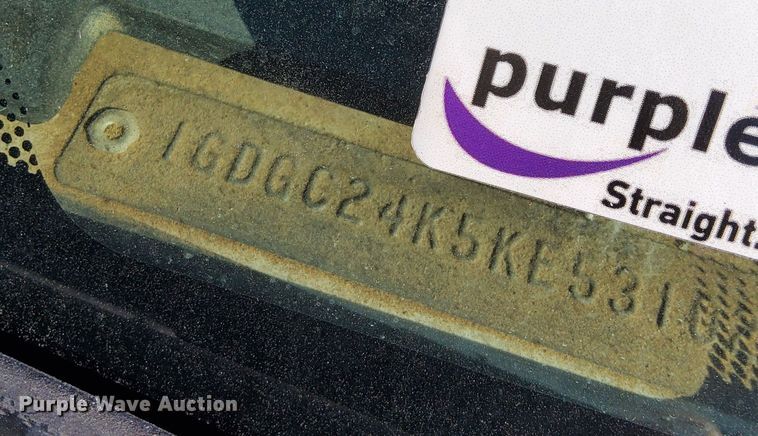 purple
Straight
1GDGC24K5KE531
Purple Wave Auction